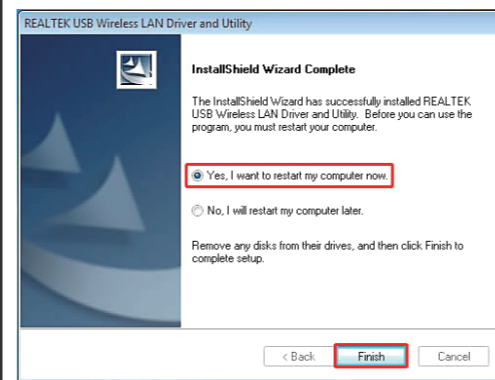 REALTEK USB Wireless LAN Driver and Utility
InstallShield Wizard Complete
The InstallShield Wizard has successfully installed REALTEK
USB Wireless LAN Driver and Utility. Before you can use the
program, you must restart your computer.
Yes, I want to restart my computer now.
No, I will restart my computer later.
Remove any disks from their drives, and then click Finish to
complete setup.
< Back Finish Cancel